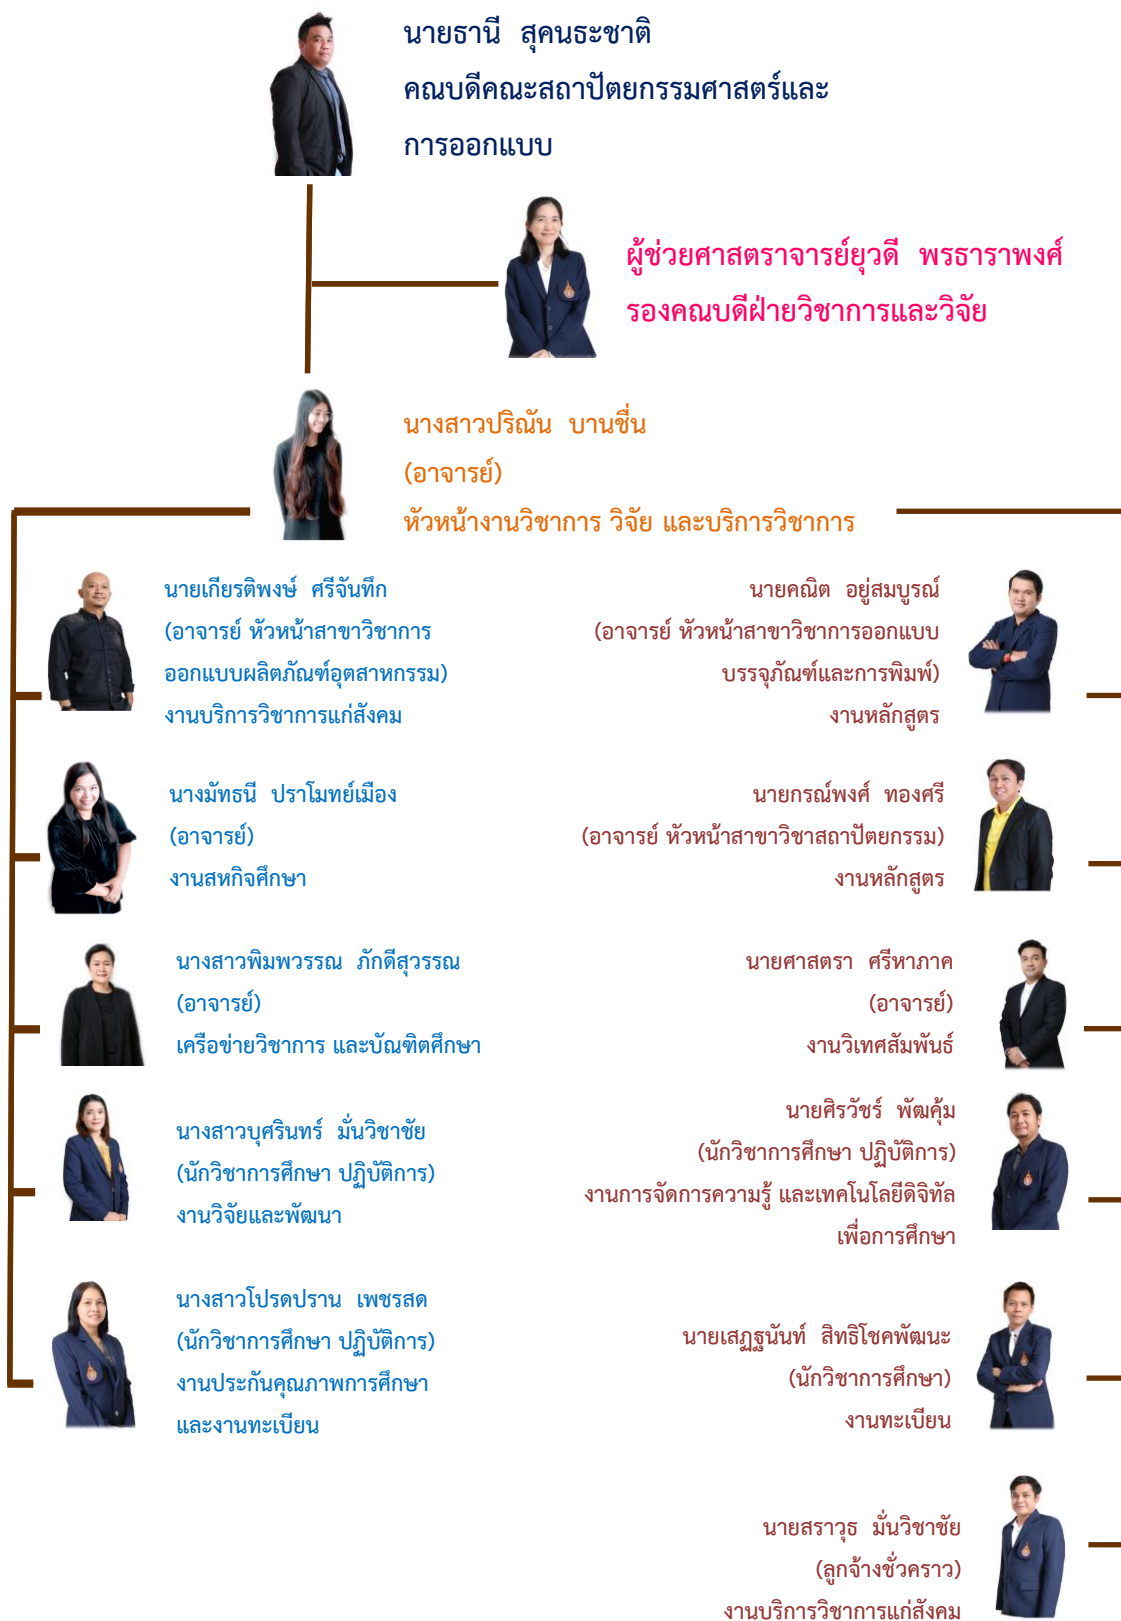 นายธานี สุคนธะชาติ
คณบดีคณะสถาปัตยกรรมศาสตร์และ
การออกแบบ
ผู้ช่วยศาสตราจารย์ยุวดี พรธาราพงศ์
รองคณบดีฝ่ายวิชาการและวิจัย
นางสาวปริณัน บานชื่น
(อาจารย์)
หัวหน้างานวิชาการ วิจัย และบริการวิชาการ
นายเกียรติพงษ์ ศรีจันทึก
(อาจารย์ หัวหน้าสาขาวิชาการ
ออกแบบผลิตภัณฑ์อุตสาหกรรม)
งานบริการวิชาการแก่สังคม
นายคณิต อยู่สมบูรณ์
(อาจารย์ หัวหน้าสาขาวิชาการออกแบบ
บรรจุภัณฑ์และการพิมพ์)
งานหลักสูตร
นางมัทธนี ปราโมทย์เมือง
(อาจารย์)
งานสหกิจศึกษา
นายกรณ์พงศ์ ทองศรี
(อาจารย์ หัวหน้าสาขาวิชาสถาปัตยกรรม)
งานหลักสูตร
นางสาวพิมพวรรณ ภักดีสุวรรณ
(อาจารย์)
เครือข่ายวิชาการ และบัณฑิตศึกษา
นายศาสตรา ศรีหาภาค
(อาจารย์)
งานวิเทศสัมพันธ์
นางสาวบุศรินทร์ มั่นวิชาชัย
(นักวิชาการศึกษา ปฏิบัติการ)
งานวิจัยและพัฒนา
นายศิรวัชร์ พัฒคุ้ม
(นักวิชาการศึกษา ปฏิบัติการ)
งานการจัดการความรู้ และเทคโนโลยีดิจิทัล
เพื่อการศึกษา
นางสาวโปรดปราน เพชรสด
(นักวิชาการศึกษา ปฏิบัติการ)
งานประกันคุณภาพการศึกษา
และงานทะเบียน
นายเสฏฐนันท์ สิทธิโชคพัฒนะ
(นักวิชาการศึกษา)
งานทะเบียน
นายสราวุธ มั่นวิชาชัย
(ลูกจ้างชั่วคราว)
งานบริการวิชาการแก่สังคม